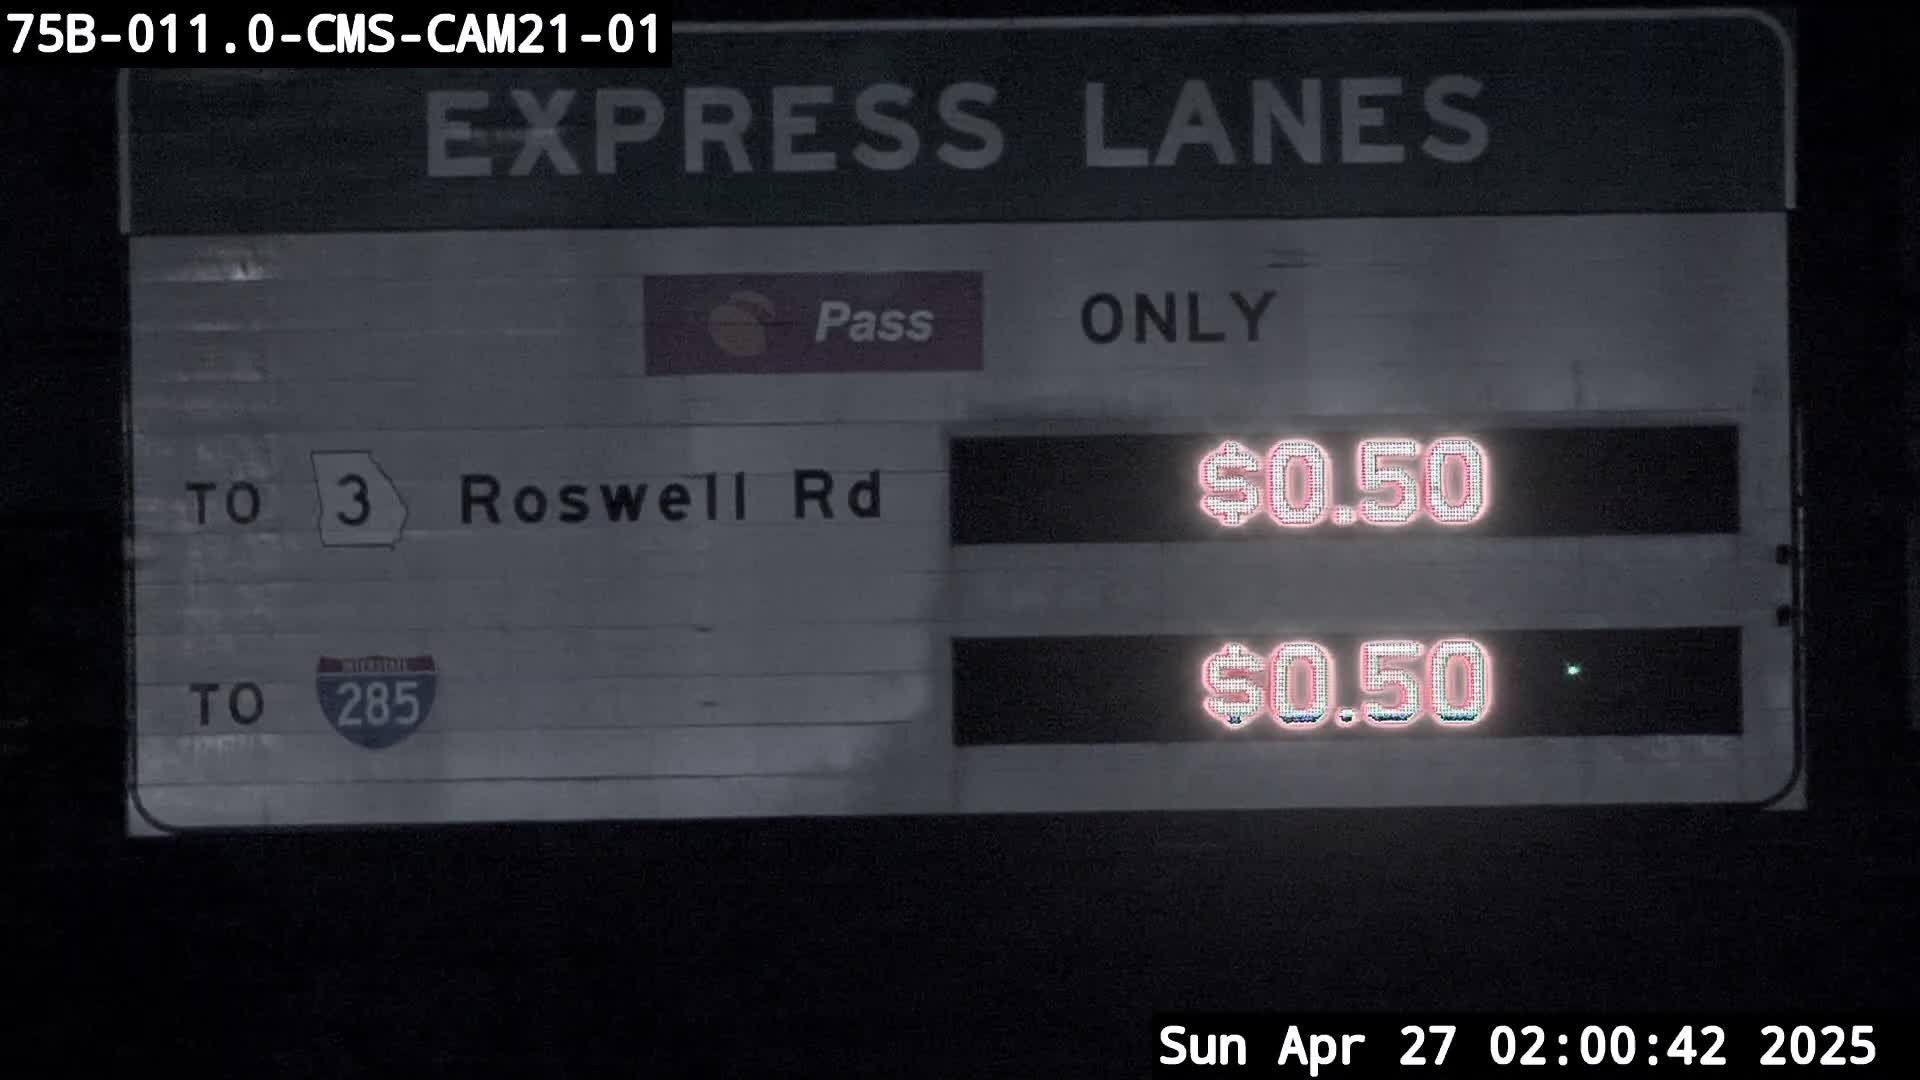 75B-011.0-CMS-CAM21-01
EXPRESS LANES
Pass ONLY
TO 3 Roswell Rd $0.50
TO INTERSTATE 285 $0.50
Sun Apr 27 02:00:42 2025